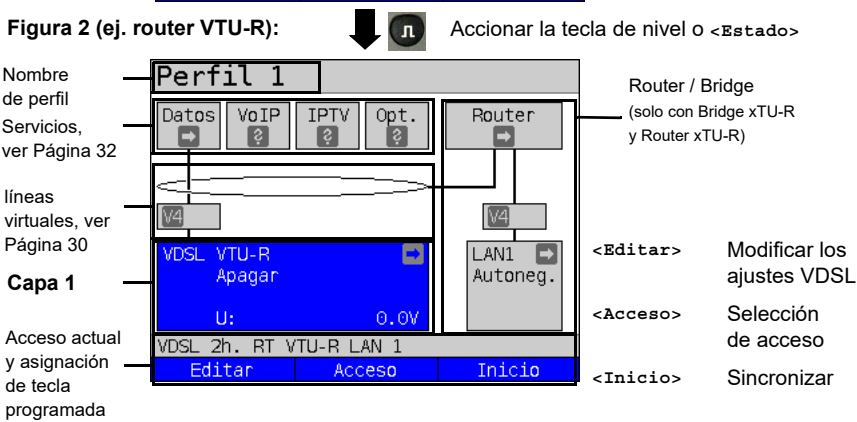 Figura 2 (ej. router VTU-R):
Accionar la tecla de nivel o <Estado>
Nombre
de perfil
Servicios,
ver Página 32
líneas
virtuales, ver
Página 30
Capa 1
Acceso actual
y asignación
de tecla
programada
Perfil 1
Datos VoIP IPTV Opt. Router
? ? ?
V4 V4
VDSL VTU-R
Apagar
U: 0.0V
LAN1
Autoneg.
VDSL 2h. RT VTU-R LAN 1
Editar Acceso Inicio
Router / Bridge
(solo con Bridge xTU-R
y Router xTU-R)
<Editar> Modificar los
ajustes VDSL
<Acceso> Selección
de acceso
<Inicio> Sincronizar